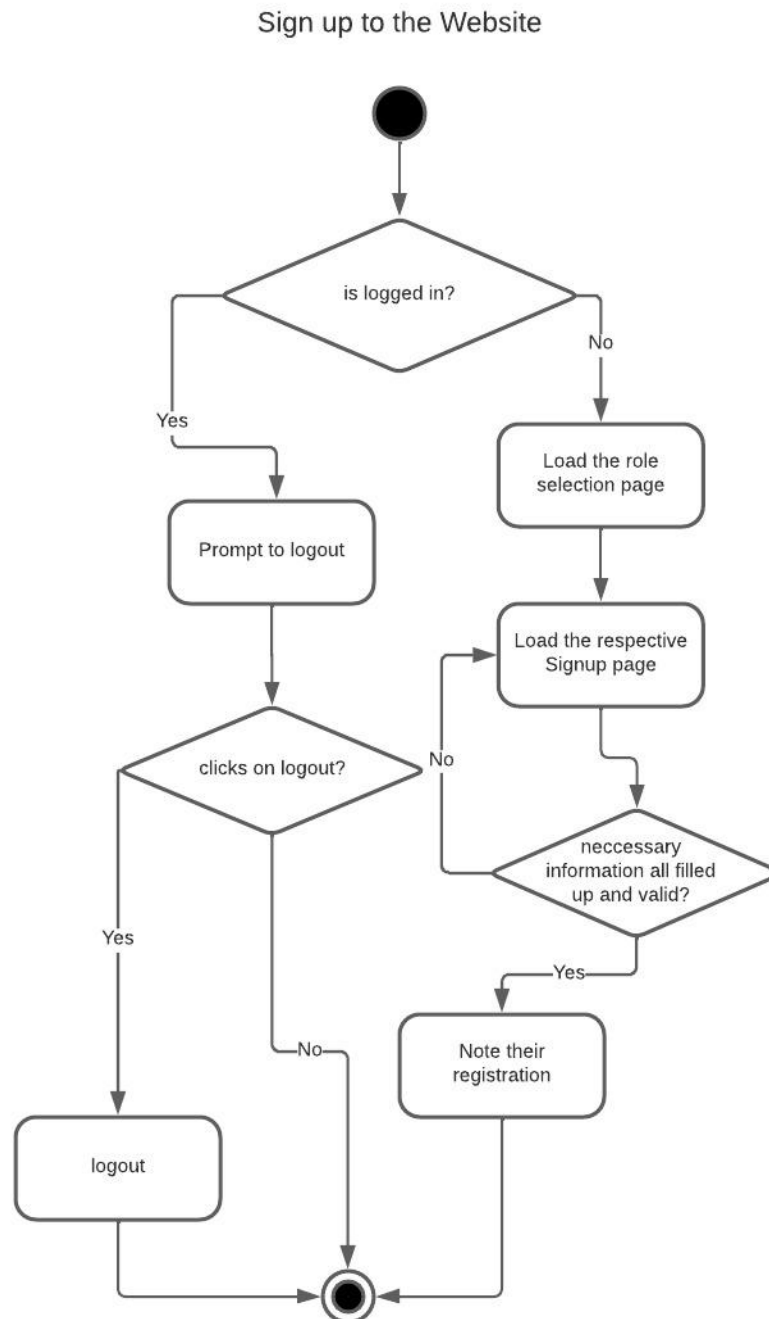 Sign up to the Website
is logged in?
No
Yes
Load the role
selection page
Prompt to logout
Load the respective
Signup page
clicks on logout?
No
neccessary
information all filled
up and valid?
Yes
Yes
Note their
registration
No
logout